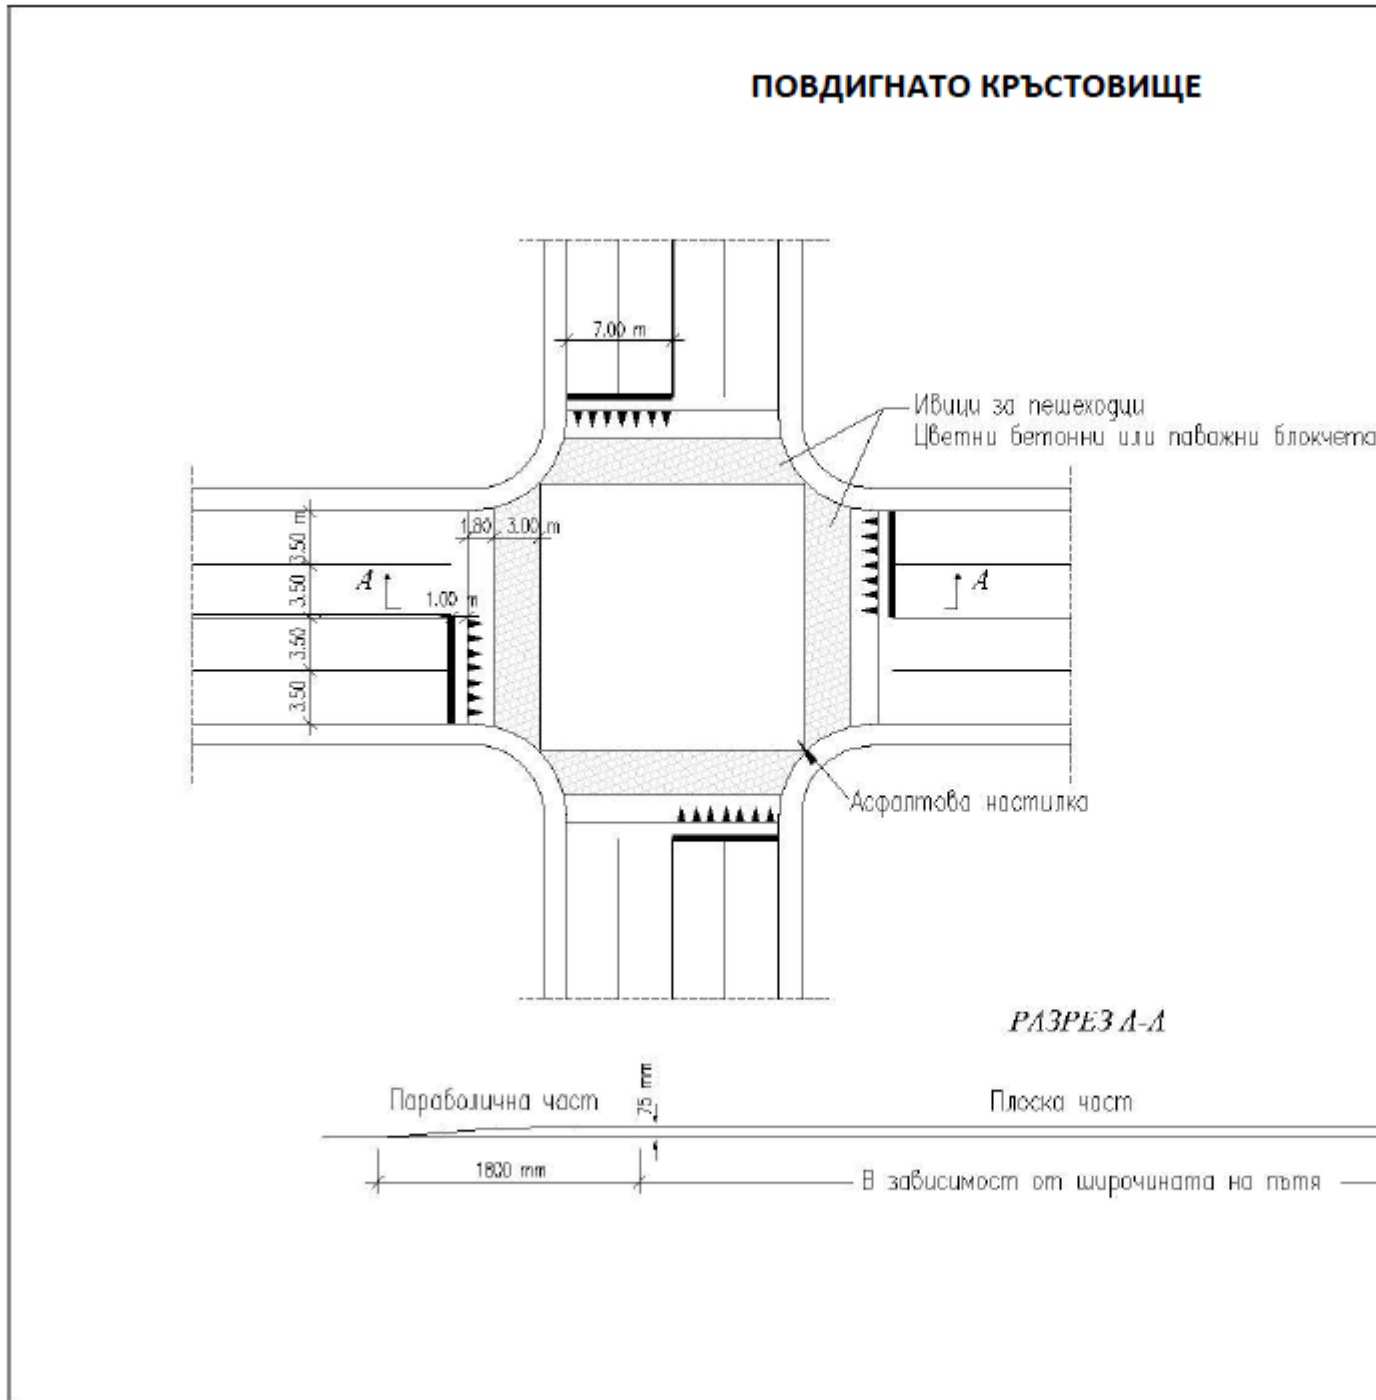 ПОВДИГНАТО КРЪСТОВИЩЕ
7.00 m
Ивици за пешеходци
Цветни бетонни или паважни блокчета
1.80 3.00 m
3.50 m
3.50
3.50
3.50
A
1.00 m
A
Асфалтова настилка
РАЗРЕЗ А-А
Параболична част
75 mm
Плоска част
1800 mm
В зависимост от широчината на пътя